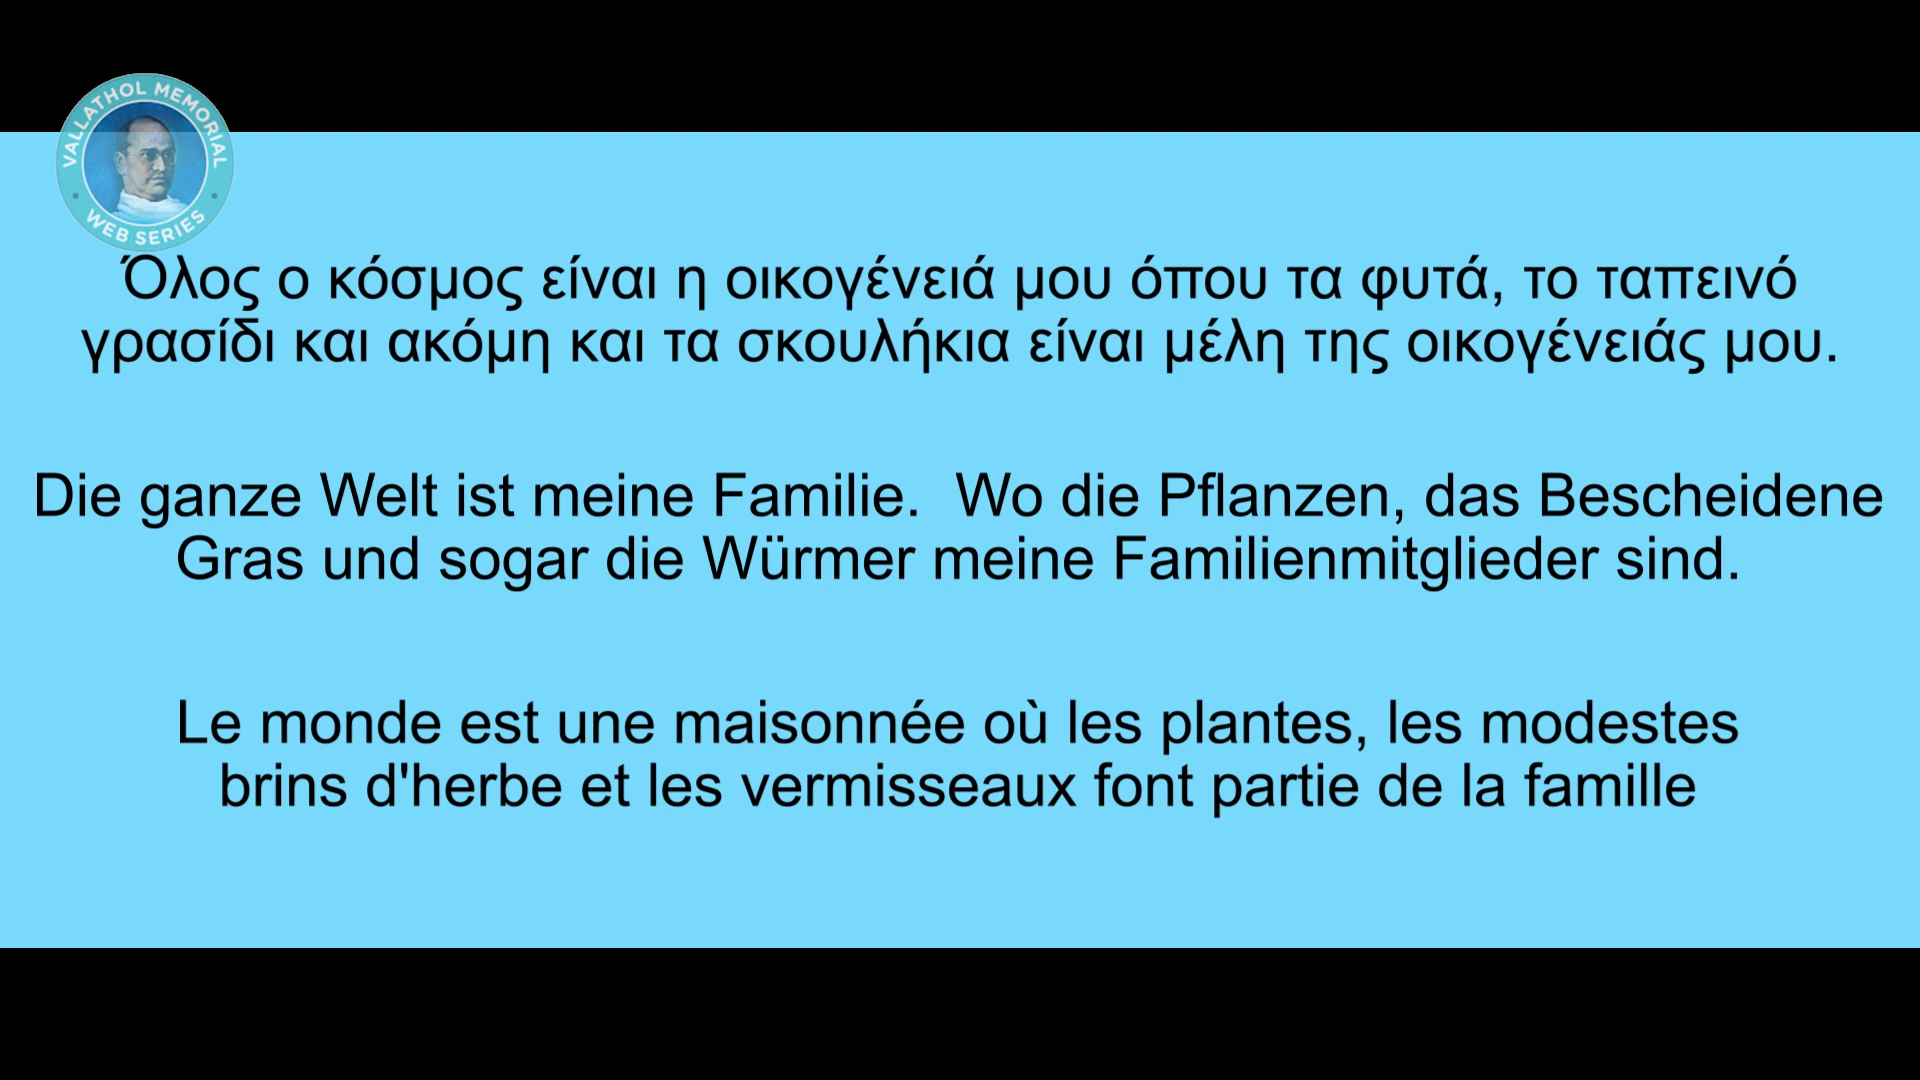 VALLATHOL MEMORIAL
WEB SERIES
Όλος ο κόσμος είναι η οικογένειά μου όπου τα φυτά, το ταπεινό
γρασίδι και ακόμη και τα σκουλήκια είναι μέλη της οικογένειάς μου.
Die ganze Welt ist meine Familie.  Wo die Pflanzen, das Bescheidene
Gras und sogar die Würmer meine Familienmitglieder sind.
Le monde est une maisonnée où les plantes, les modestes
brins d'herbe et les vermisseaux font partie de la famille